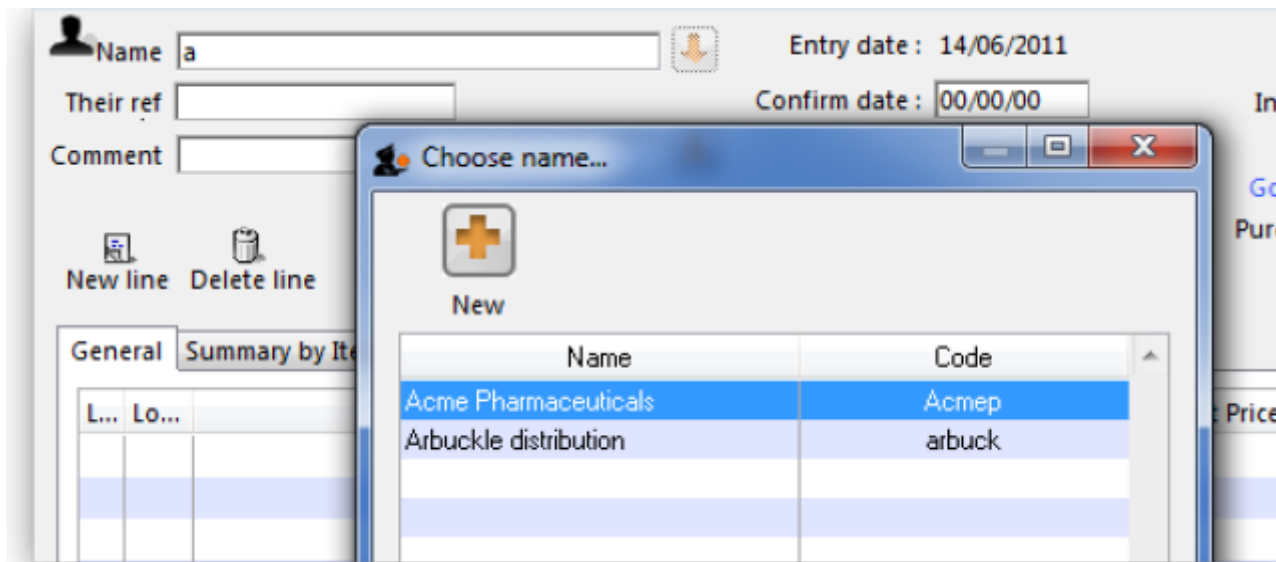 Name a Entry date : 14/06/2011
Their ref Confirm date : 00/00/00 In
Comment
Choose name...
Go
Pur
New line Delete line
New
General Summary by Ite
Name Code
L... Lo... Acme Pharmaceuticals Acmep
Price
Arbuckle distribution arbuck